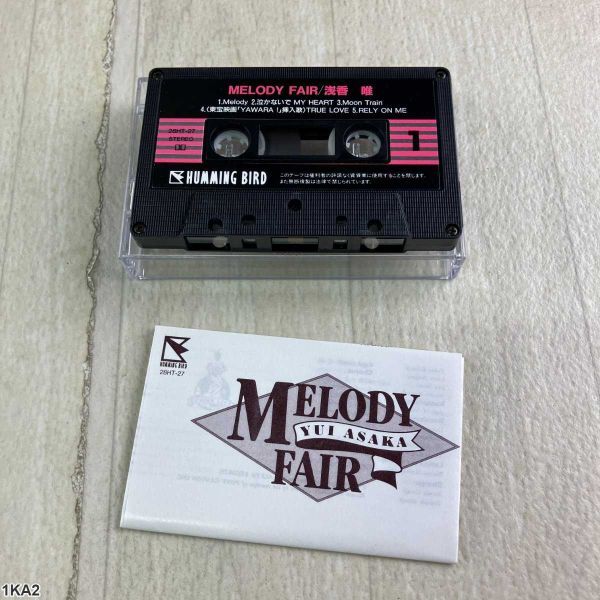 MELODY FAIR/浅香 唯
1.Melody 2.泣かないで MY HEART 3.Moon Train
4.(東宝映画「YAWARA!」挿入歌)TRUE LOVE 5.RELY ON ME
28HT-27
STEREO
1
HUMMING BIRD
このテープは権利者の許諾なく賃貸業に使用することを禁じます。
また無断複製は法律で禁じられています。
HUMMING BIRD
28HT-27
MELODY
YUI ASAKA
FAIR
1KA2